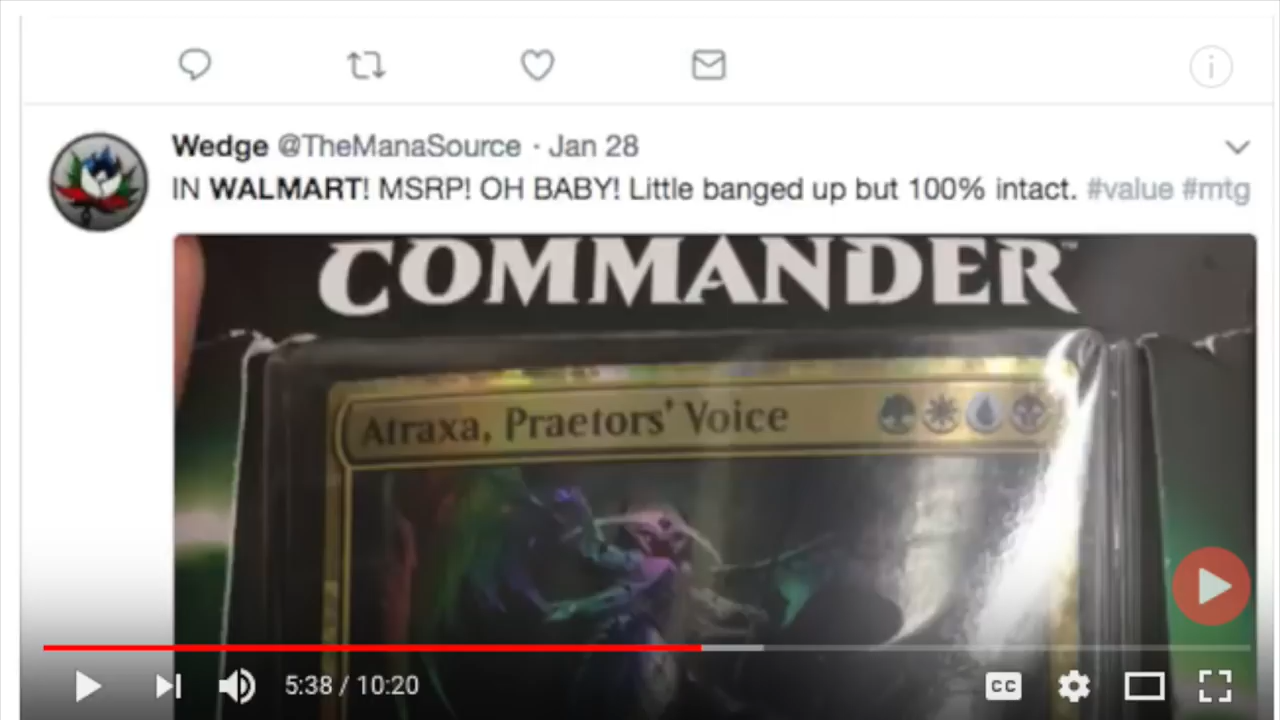 Wedge @TheManaSource · Jan 28
IN WALMART! MSRP! OH BABY! Little banged up but 100% intact. #value #mtg
COMMANDER™
Atraxa, Praetors' Voice
5:38 / 10:20
CC